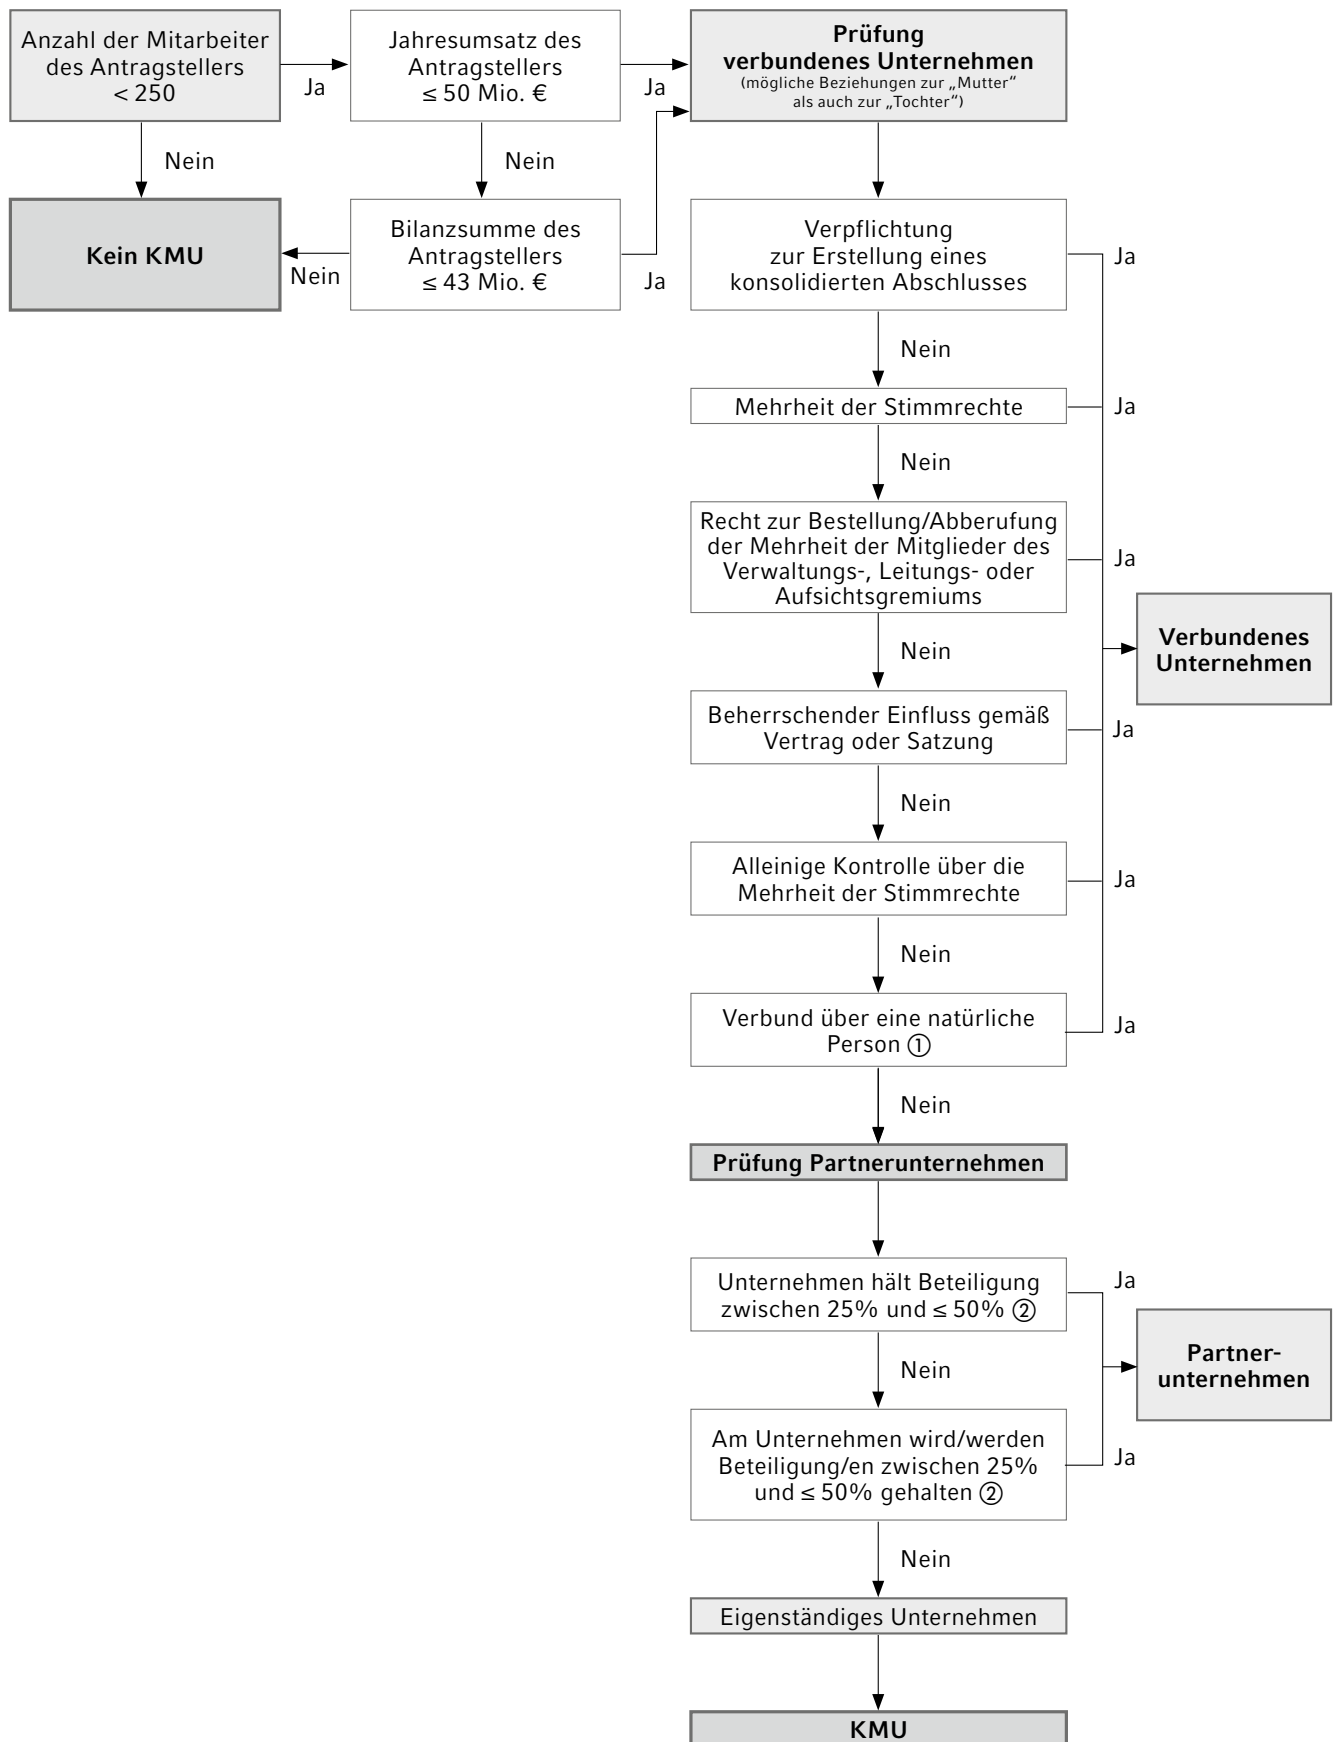 Anzahl der Mitarbeiter
des Antragstellers
< 250
Ja
Jahresumsatz des
Antragstellers
≤ 50 Mio. €
Ja
Prüfung
verbundenes Unternehmen
(mögliche Beziehungen zur „Mutter“
als auch zur „Tochter“)
Nein
Nein
Kein KMU
Nein
Bilanzsumme des
Antragstellers
≤ 43 Mio. €
Ja
Verpflichtung
zur Erstellung eines
konsolidierten Abschlusses
Ja
Nein
Mehrheit der Stimmrechte
Ja
Nein
Recht zur Bestellung/Abberufung
der Mehrheit der Mitglieder des
Verwaltungs-, Leitungs- oder
Aufsichtsgremiums
Ja
Verbundenes
Unternehmen
Nein
Beherrschender Einfluss gemäß
Vertrag oder Satzung
Ja
Nein
Alleinige Kontrolle über die
Mehrheit der Stimmrechte
Ja
Nein
Verbund über eine natürliche
Person ①
Ja
Nein
Prüfung Partnerunternehmen
Unternehmen hält Beteiligung
zwischen 25% und ≤ 50% ②
Ja
Partner-
unternehmen
Nein
Am Unternehmen wird/werden
Beteiligung/en zwischen 25%
und ≤ 50% gehalten ②
Ja
Nein
Eigenständiges Unternehmen
KMU